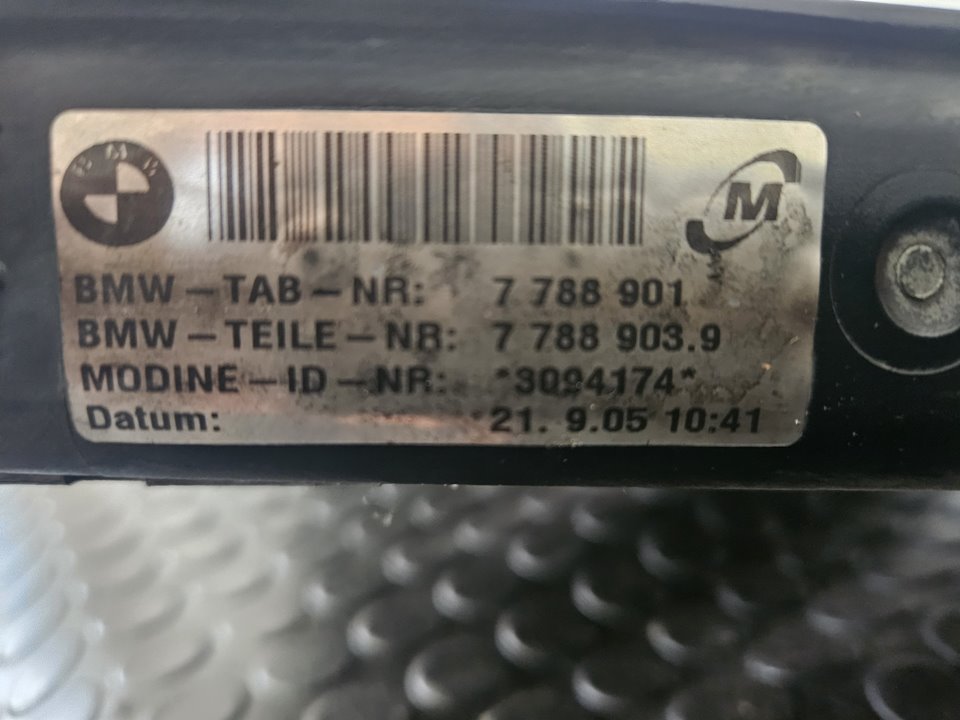 BMW
M
BMW-TAB-NR: 7 788 901
BMW-TEILE-NR: 7 788 903.9
MODINE-ID-NR: *3094174*
Datum: 21. 9.05 10:41